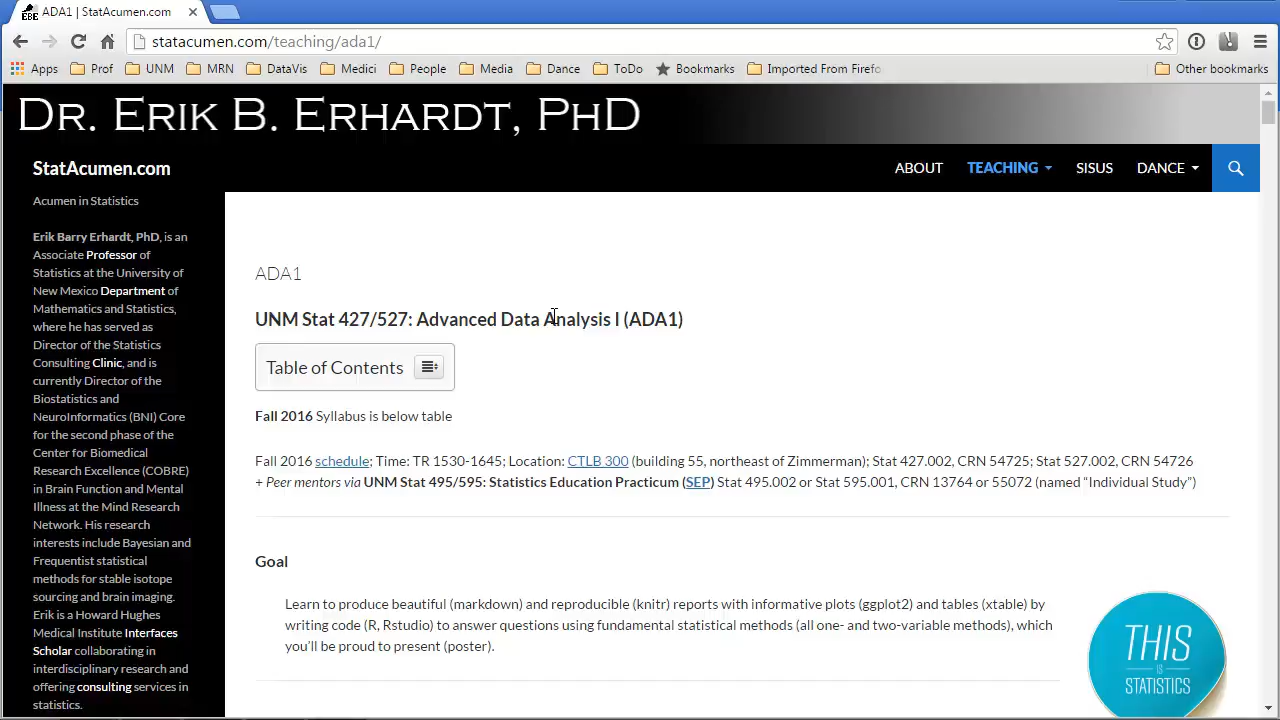 ADA1 | StatAcumen.com
statacumen.com/teaching/ada1/
Apps Prof UNM MRN DataVis Medici People Media Dance ToDo Bookmarks Imported From Firefo Other bookmarks
DR. ERIK B. ERHARDT, PHD
StatAcumen.com ABOUT TEACHING SISUS DANCE
Acumen in Statistics
Erik Barry Erhardt, PhD, is an
Associate Professor of
Statistics at the University of
New Mexico Department of
Mathematics and Statistics,
where he has served as
Director of the Statistics
Consulting Clinic, and is
currently Director of the
Biostatistics and
NeuroInformatics (BNI) Core
for the second phase of the
Center for Biomedical
Research Excellence (COBRE)
in Brain Function and Mental
Illness at the Mind Research
Network. His research
interests include Bayesian and
Frequentist statistical
methods for stable isotope
sourcing and brain imaging.
Erik is a Howard Hughes
Medical Institute Interfaces
Scholar collaborating in
interdisciplinary research and
offering consulting services in
statistics.
ADA1
UNM Stat 427/527: Advanced Data Analysis I (ADA1)
Table of Contents
Fall 2016 Syllabus is below table
Fall 2016 schedule; Time: TR 1530-1645; Location: CTLB 300 (building 55, northeast of Zimmerman); Stat 427.002, CRN 54725; Stat 527.002, CRN 54726
+ Peer mentors via UNM Stat 495/595: Statistics Education Practicum (SEP) Stat 495.002 or Stat 595.001, CRN 13764 or 55072 (named “Individual Study”)
Goal
Learn to produce beautiful (markdown) and reproducible (knitr) reports with informative plots (ggplot2) and tables (xtable) by
writing code (R, Rstudio) to answer questions using fundamental statistical methods (all one- and two-variable methods), which
you’ll be proud to present (poster).
THIS
IS
STATISTICS